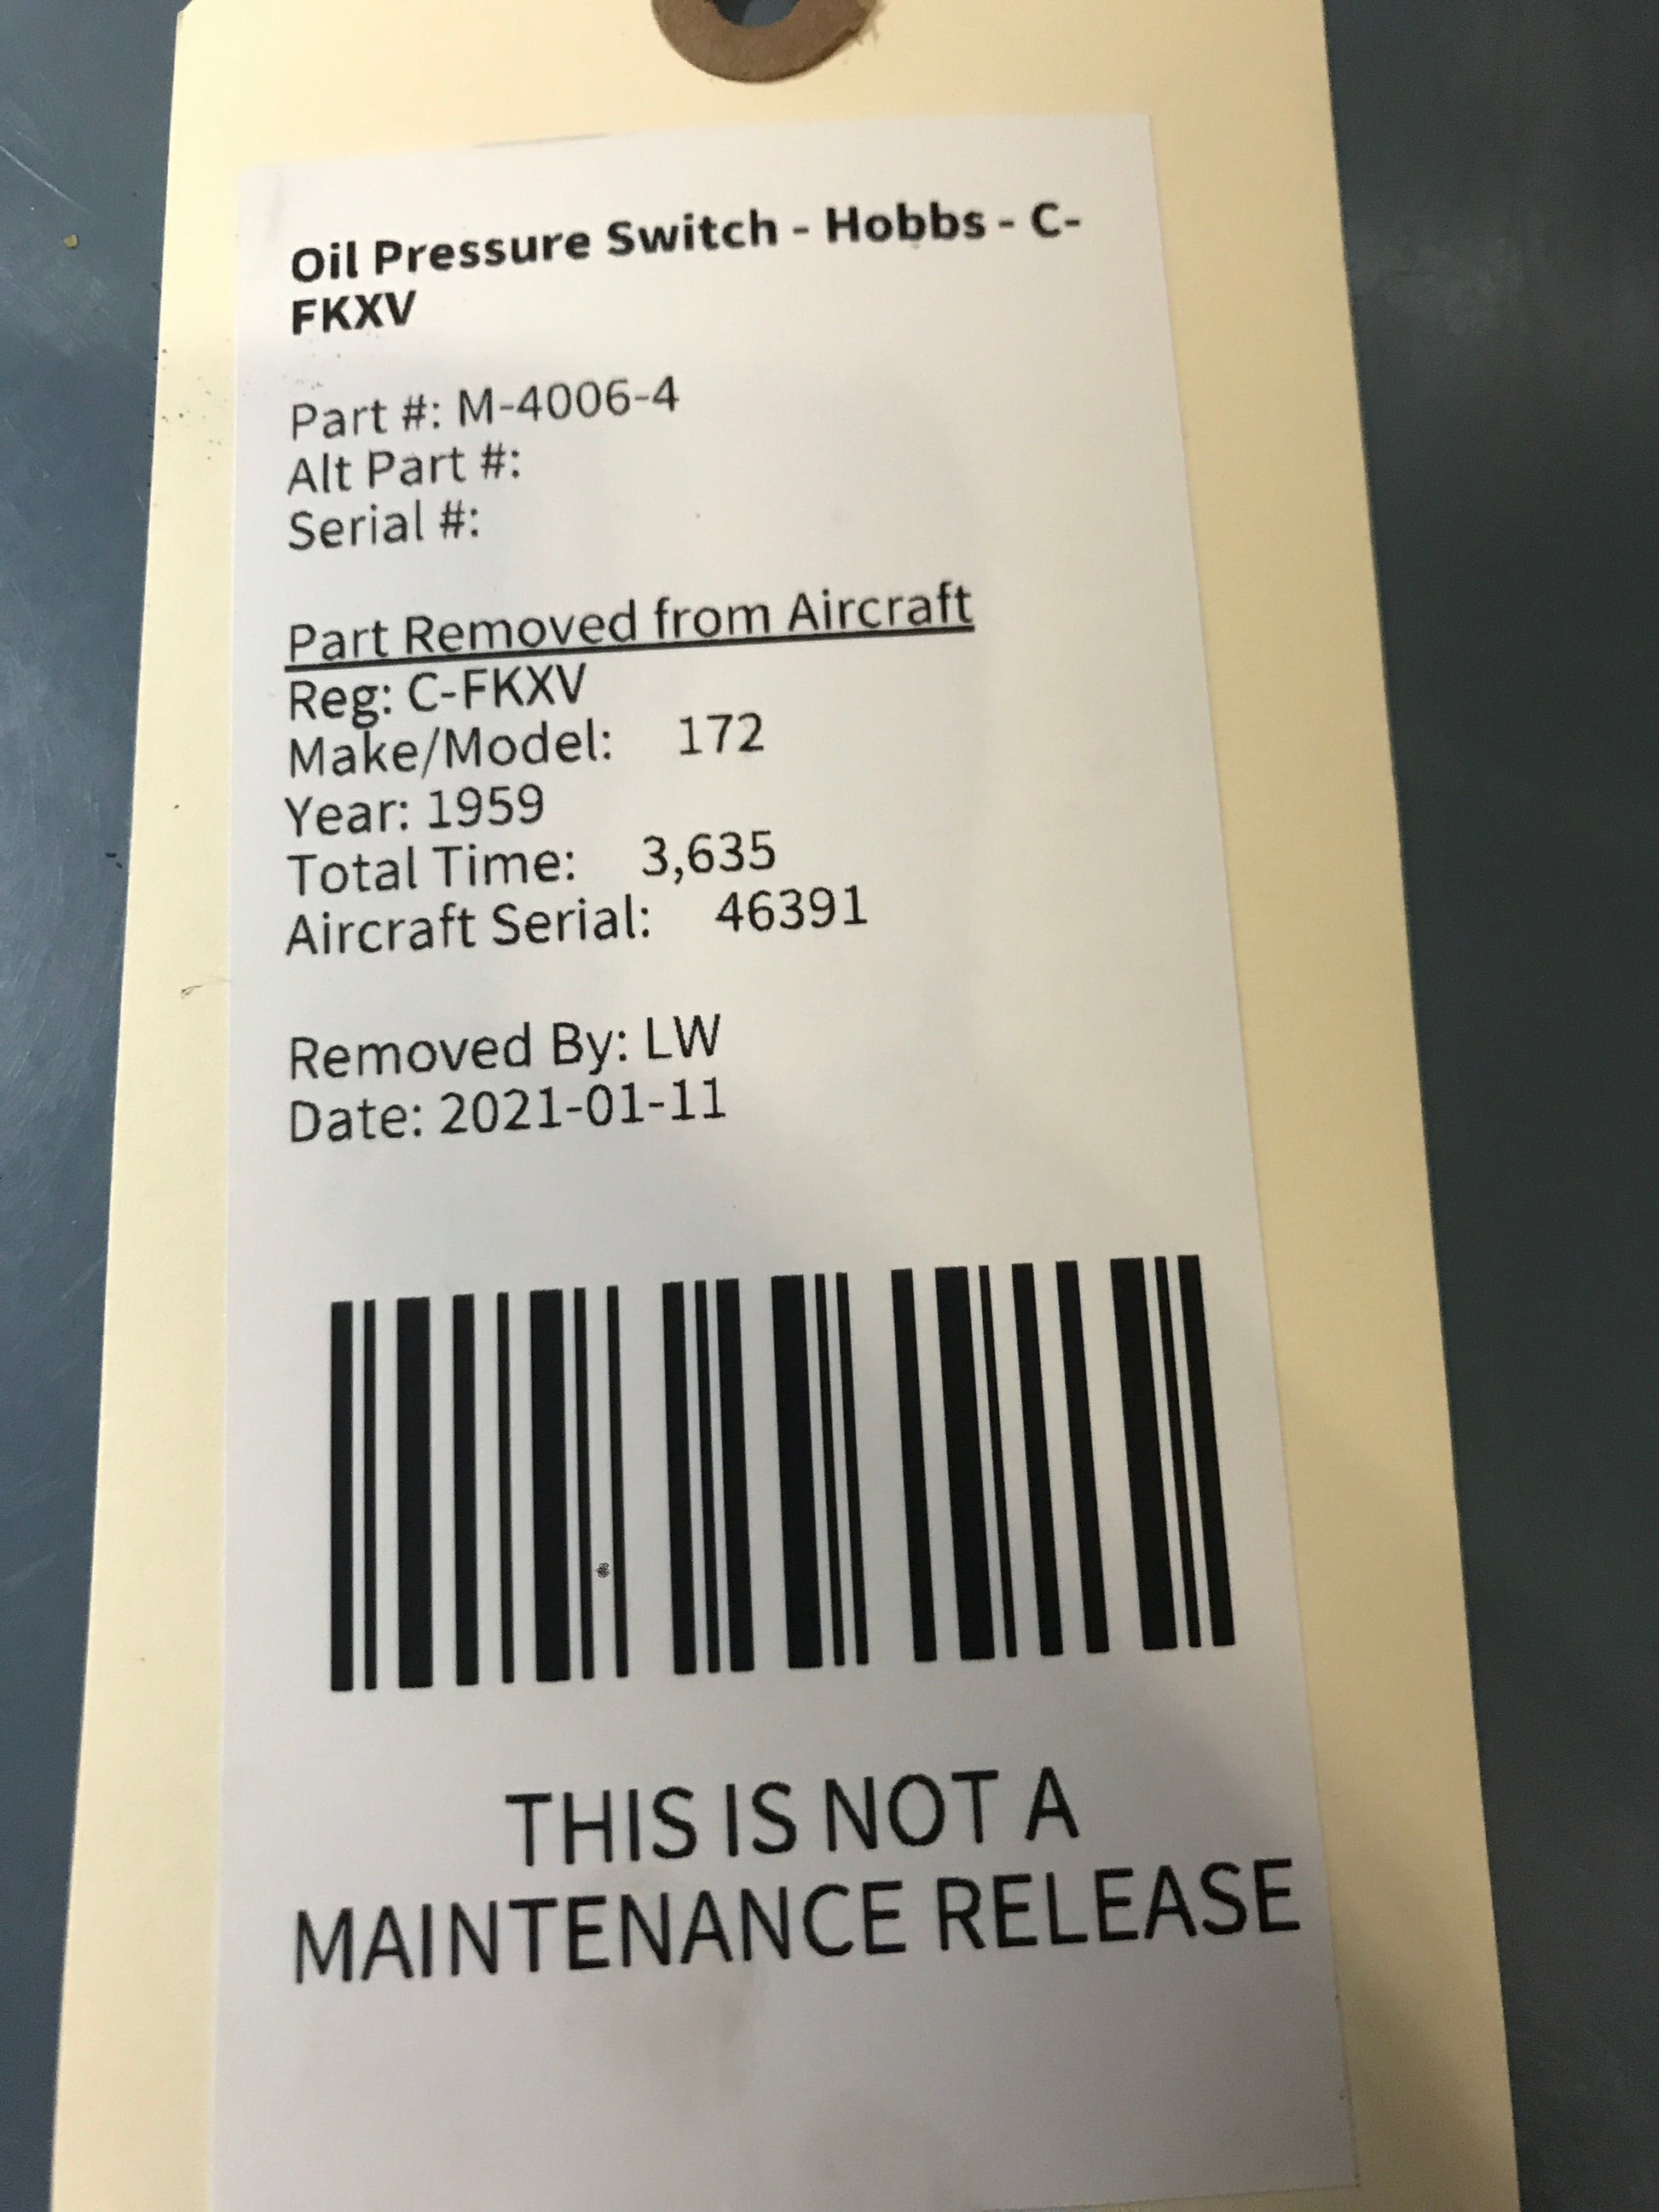 Oil Pressure Switch - Hobbs - C-
FKXV
Part #: M-4006-4
Alt Part #:
Serial #:
Part Removed from Aircraft
Reg: C-FKXV
Make/Model: 172
Year: 1959
Total Time: 3,635
Aircraft Serial: 46391
Removed By: LW
Date: 2021-01-11
THIS IS NOT A
MAINTENANCE RELEASE